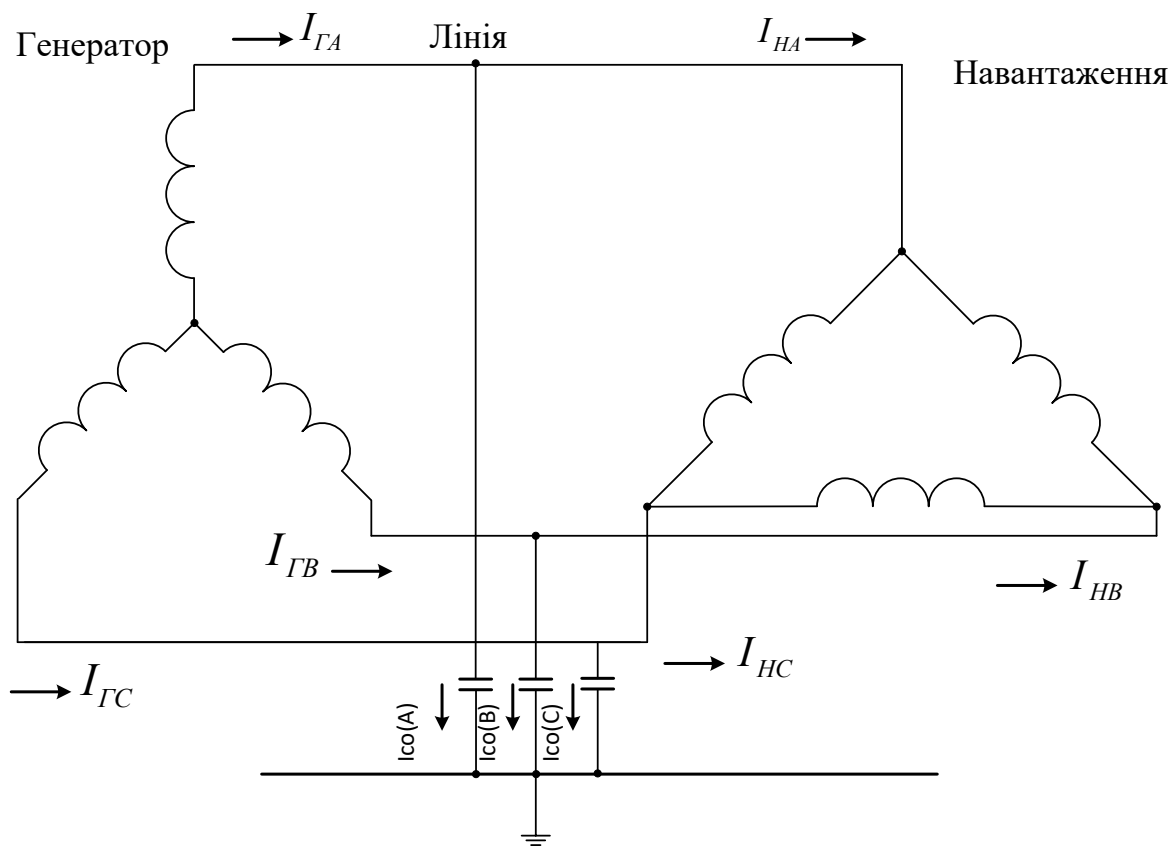 Генератор
I_ГА
Лінія
I_НА
Навантаження
I_ГВ
I_НВ
I_НС
I_ГС
Ico(A)
Ico(B)
Ico(C)